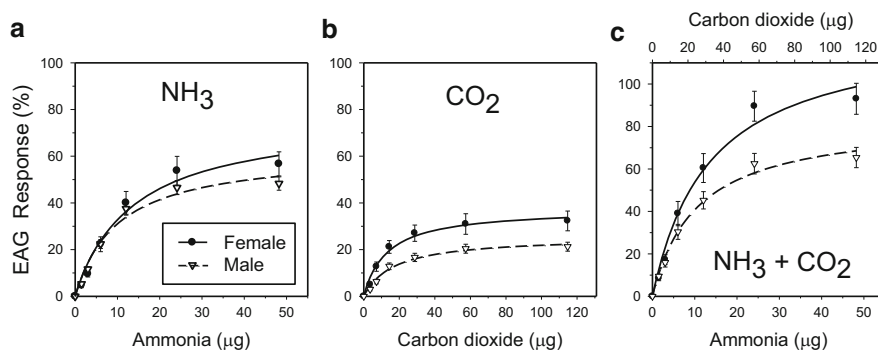 a
EAG Response (%)
100
80
60
40
20
0
NH3
Female
Male
0 10 20 30 40 50
Ammonia (μg)
b
100
80
60
40
20
0
CO2
0 20 40 60 80 100 120
Carbon dioxide (μg)
c
Carbon dioxide (μg)
0 20 40 60 80 100 120
100
80
60
40
20
0
NH3 + CO2
0 10 20 30 40 50
Ammonia (μg)